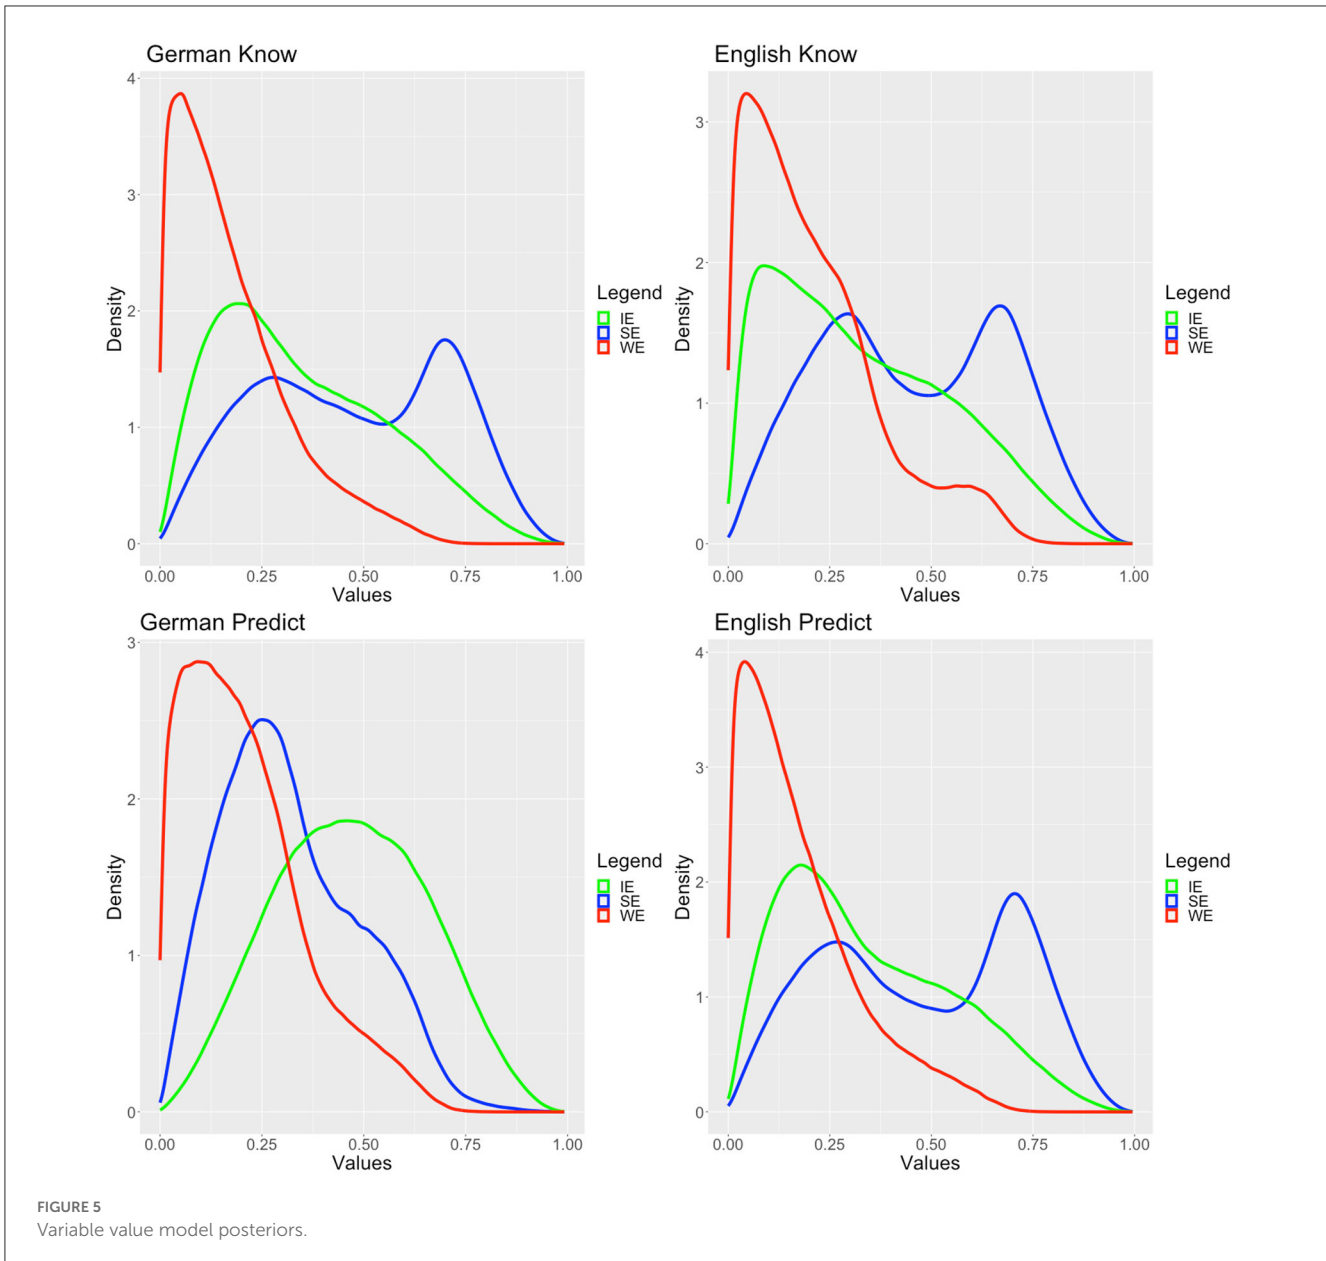 German Know
4
3
2
1
0
Density
0.00 0.25 0.50 0.75 1.00
Values
Legend
IE
SE
WE
English Know
3
2
1
0
Density
0.00 0.25 0.50 0.75 1.00
Values
Legend
IE
SE
WE
German Predict
3
2
1
0
Density
0.00 0.25 0.50 0.75 1.00
Values
Legend
IE
SE
WE
English Predict
4
3
2
1
0
Density
0.00 0.25 0.50 0.75 1.00
Values
Legend
IE
SE
WE
FIGURE 5
Variable value model posteriors.